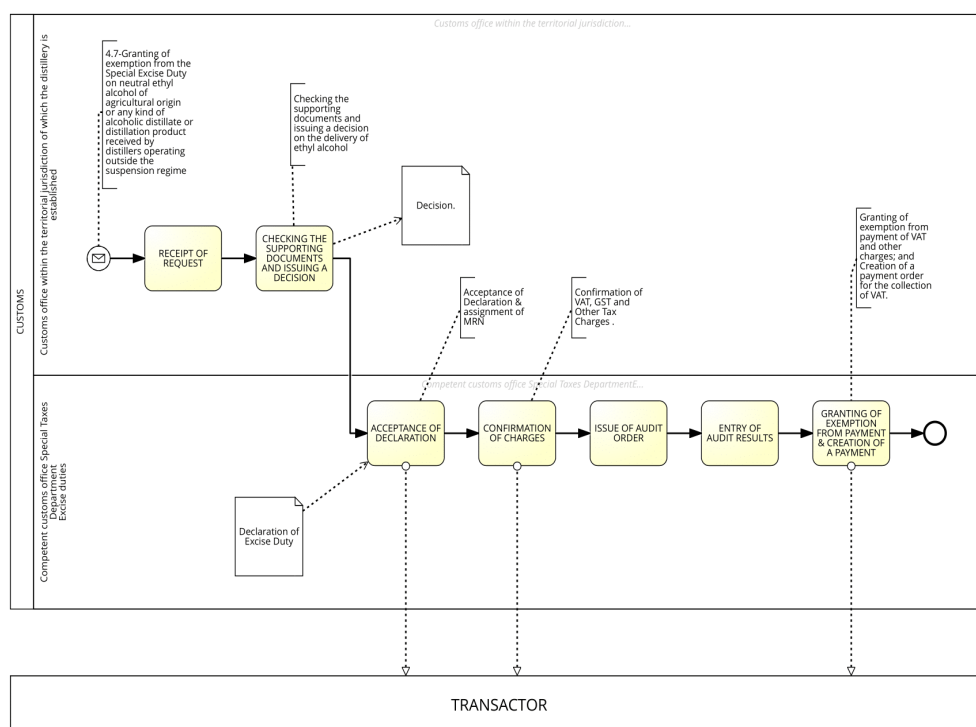 Customs office within the territorial jurisdiction...
CUSTOMS
Customs office within the territorial jurisdiction of which the distillery is
established
4.7-Granting of
exemption from the
Special Excise Duty
on neutral ethyl
alcohol of
agricultural origin
or any kind of
alcoholic distillate or
distillation product
received by
distillers operating
outside the
suspension regime
Checking the
supporting
documents and
issuing a decision
on the delivery of
ethyl alcohol
Decision.
RECEIPT OF
REQUEST
CHECKING THE
SUPPORTING
DOCUMENTS
AND ISSUING A
DECISION
Granting of
exemption from
payment of VAT
and other
charges; and
Creation of a
payment order
for the collection
of VAT.
Acceptance of
Declaration &
assignment of
MRN
Confirmation of
VAT, GST and
Other Tax
Charges .
Competent customs office Special Taxes DepartmentE...
Competent customs office Special Taxes
Department
Excise duties
ACCEPTANCE OF
DECLARATION
CONFIRMATION
OF CHARGES
ISSUE OF AUDIT
ORDER
ENTRY OF
AUDIT RESULTS
GRANTING OF
EXEMPTION
FROM PAYMENT
& CREATION OF
A PAYMENT
Declaration of
Excise Duty
TRANSACTOR